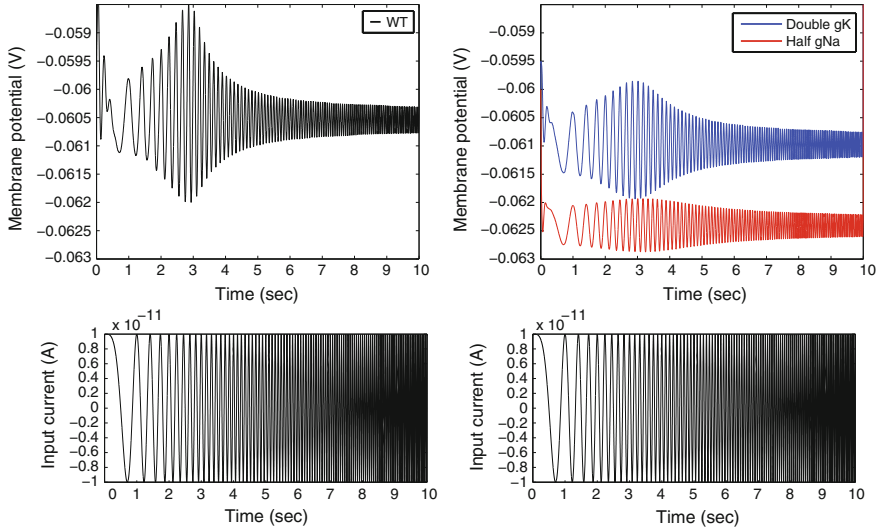 WT
Membrane potential (V)
−0.059
−0.0595
−0.06
−0.0605
−0.061
−0.0615
−0.062
−0.0625
−0.063
0 1 2 3 4 5 6 7 8 9 10
Time (sec)
Double gK
Half gNa
Membrane potential (V)
−0.059
−0.0595
−0.06
−0.0605
−0.061
−0.0615
−0.062
−0.0625
−0.063
0 1 2 3 4 5 6 7 8 9 10
Time (sec)
x 10⁻¹¹
Input current (A)
1
0.8
0.6
0.4
0.2
0
−0.2
−0.4
−0.6
−0.8
−1
0 1 2 3 4 5 6 7 8 9 10
Time (sec)
x 10⁻¹¹
Input current (A)
1
0.8
0.6
0.4
0.2
0
−0.2
−0.4
−0.6
−0.8
−1
0 1 2 3 4 5 6 7 8 9 10
Time (sec)